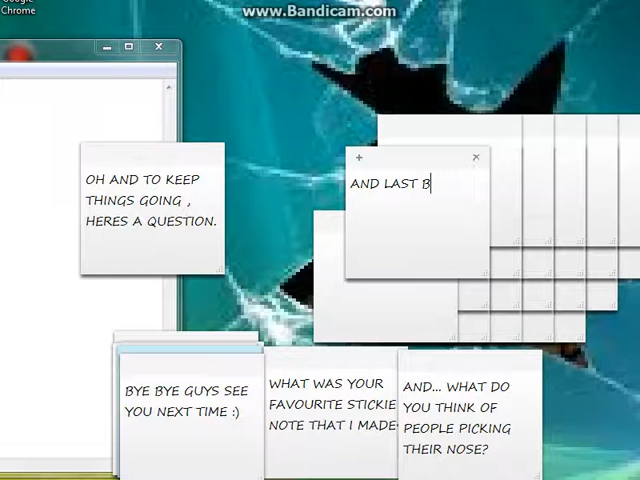 www.Bandicam.com
Google
Chrome
OH AND TO KEEP
THINGS GOING ,
HERES A QUESTION.
AND LAST B
BYE BYE GUYS SEE
YOU NEXT TIME :)
WHAT WAS YOUR
FAVOURITE STICKIE
NOTE THAT I MADE
AND... WHAT DO
YOU THINK OF
PEOPLE PICKING
THEIR NOSE?